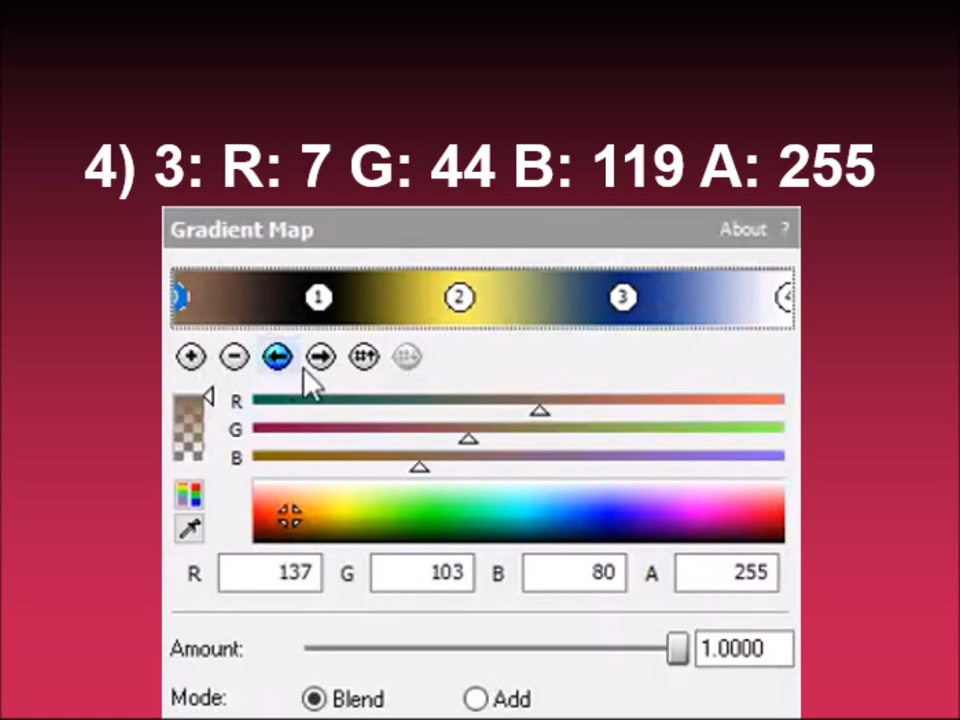 4) 3: R: 7 G: 44 B: 119 A: 255
Gradient Map About ?
1 2 3
R
G
B
R 137 G 103 B 80 A 255
Amount: 1.0000
Mode: Blend Add